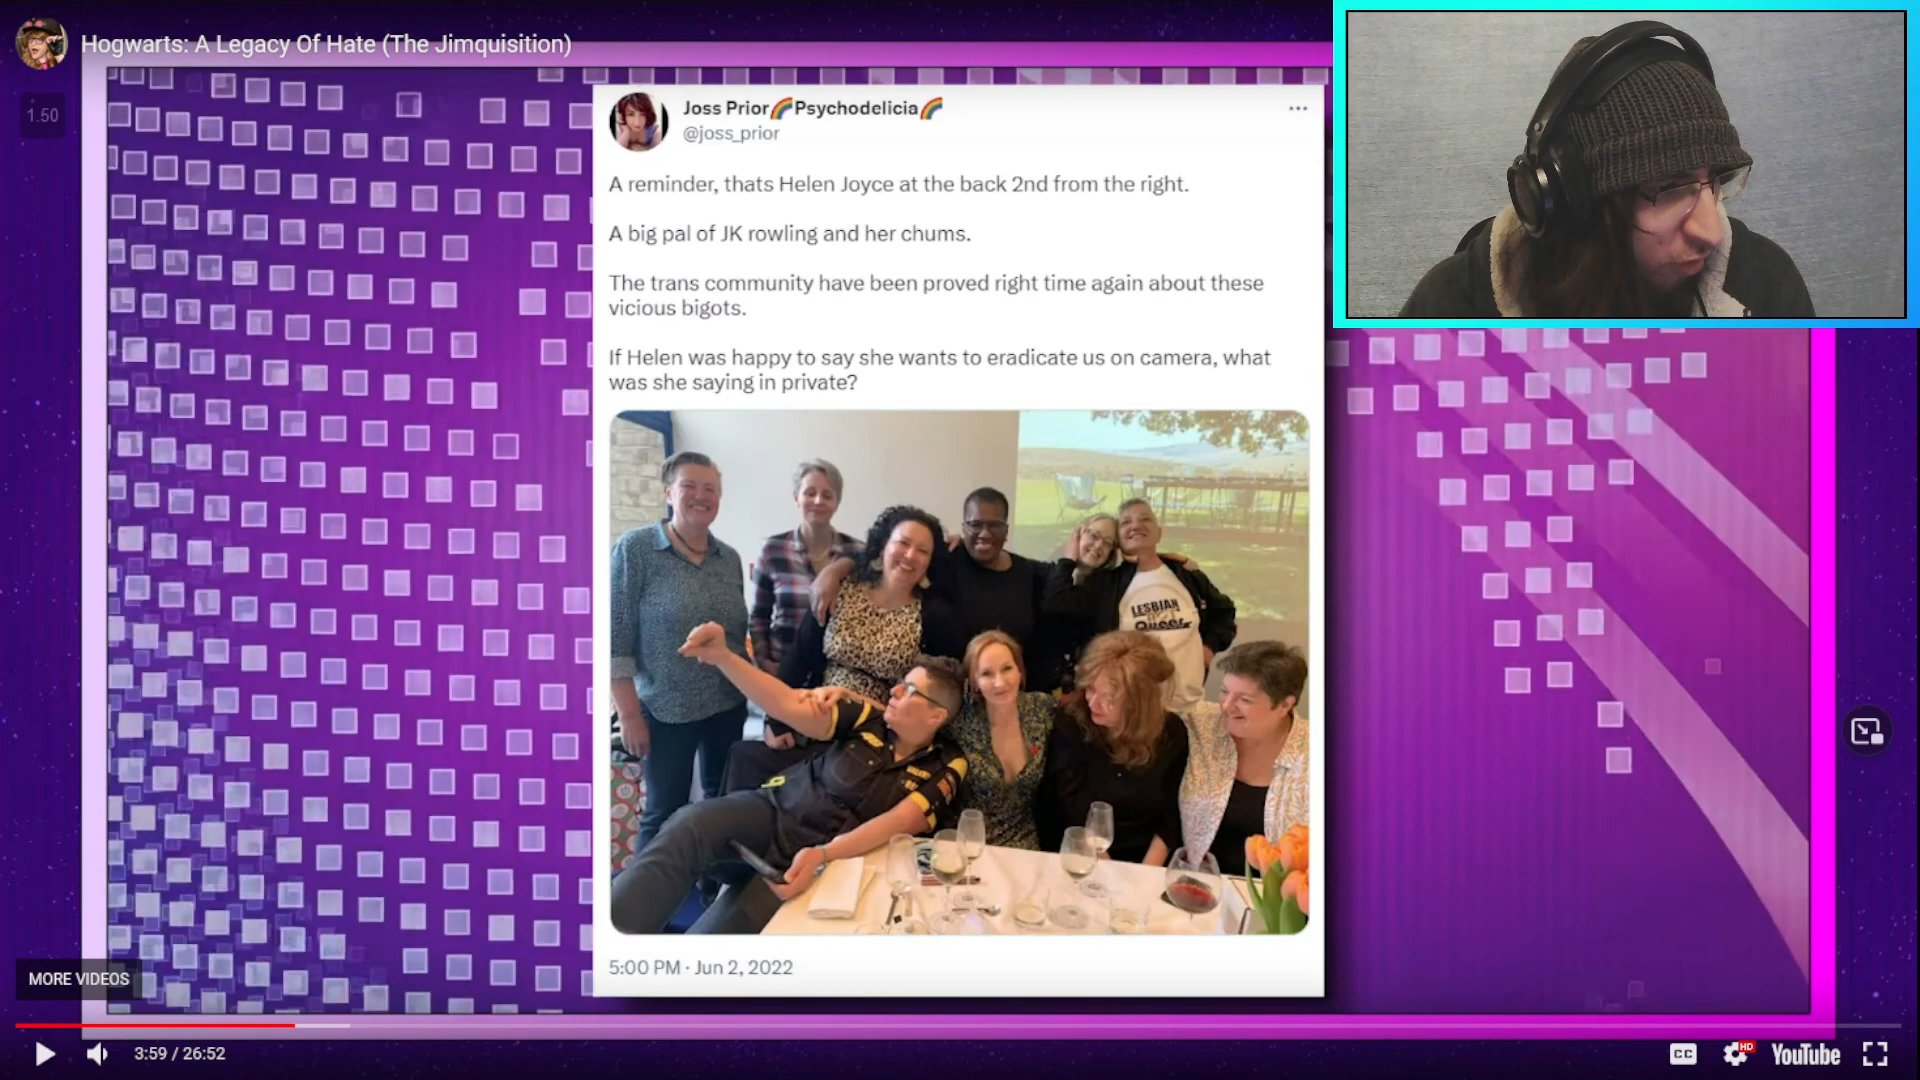 Hogwarts: A Legacy Of Hate (The Jimquisition)
1.50
Joss Prior🌈Psychodelicia🌈
@joss_prior
A reminder, thats Helen Joyce at the back 2nd from the right.
A big pal of JK rowling and her chums.
The trans community have been proved right time again about these
vicious bigots.
If Helen was happy to say she wants to eradicate us on camera, what
was she saying in private?
LESBIAN
Queer
5:00 PM · Jun 2, 2022
MORE VIDEOS
3:59 / 26:52
CC
HD
YouTube